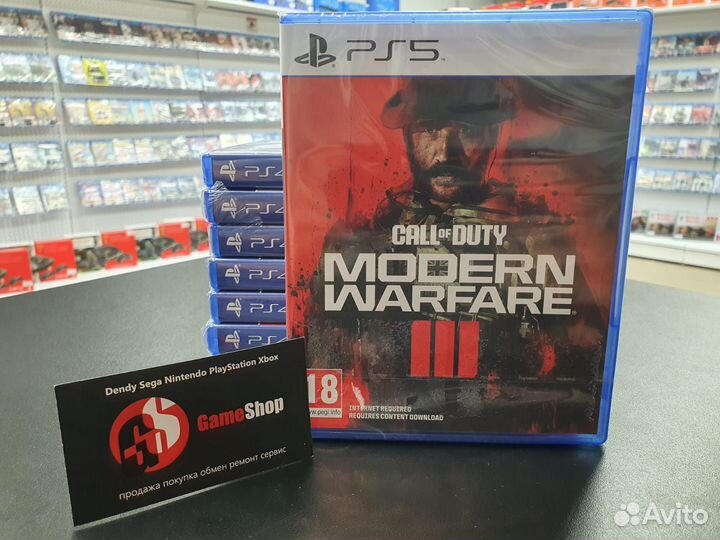 PS5
PS4
PS4
PS4
PS4
PS4
PS4
CALL OF DUTY
MODERN
WARFARE
III
18
www.pegi.info
INTERNET REQUIRED
REQUIRES CONTENT DOWNLOAD
Dendy Sega Nintendo PlayStation Xbox
GameShop
продажа покупка обмен ремонт сервис
Avito